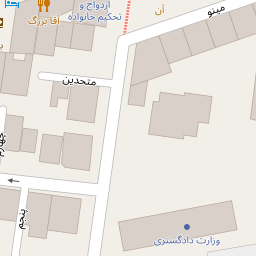 ازدواج و
تحکیم خانواده
آقا بزرگ
آن
مینو
متحدین
چهارم
پنجم
وزارت دادگستری